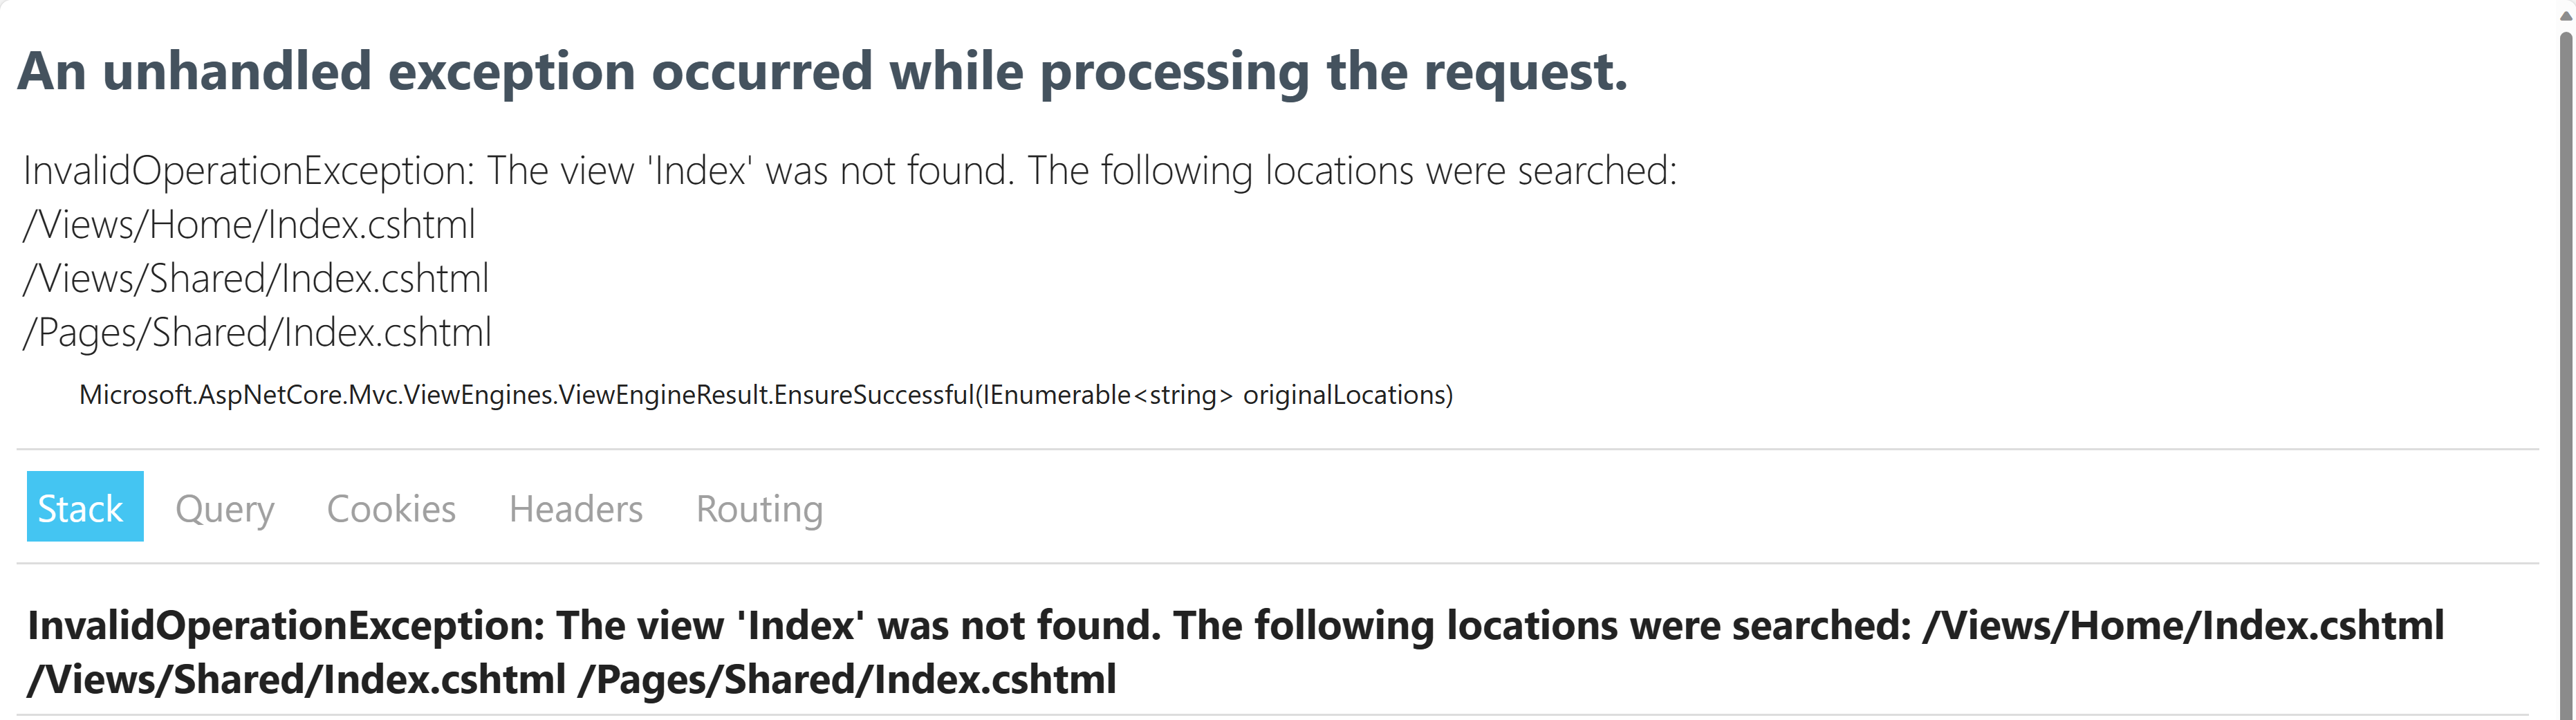 An unhandled exception occurred while processing the request.
InvalidOperationException: The view 'Index' was not found. The following locations were searched:
/Views/Home/Index.cshtml
/Views/Shared/Index.cshtml
/Pages/Shared/Index.cshtml
Microsoft.AspNetCore.Mvc.ViewEngines.ViewEngineResult.EnsureSuccessful(IEnumerable<string> originalLocations)
Stack Query Cookies Headers Routing
InvalidOperationException: The view 'Index' was not found. The following locations were searched: /Views/Home/Index.cshtml
/Views/Shared/Index.cshtml /Pages/Shared/Index.cshtml